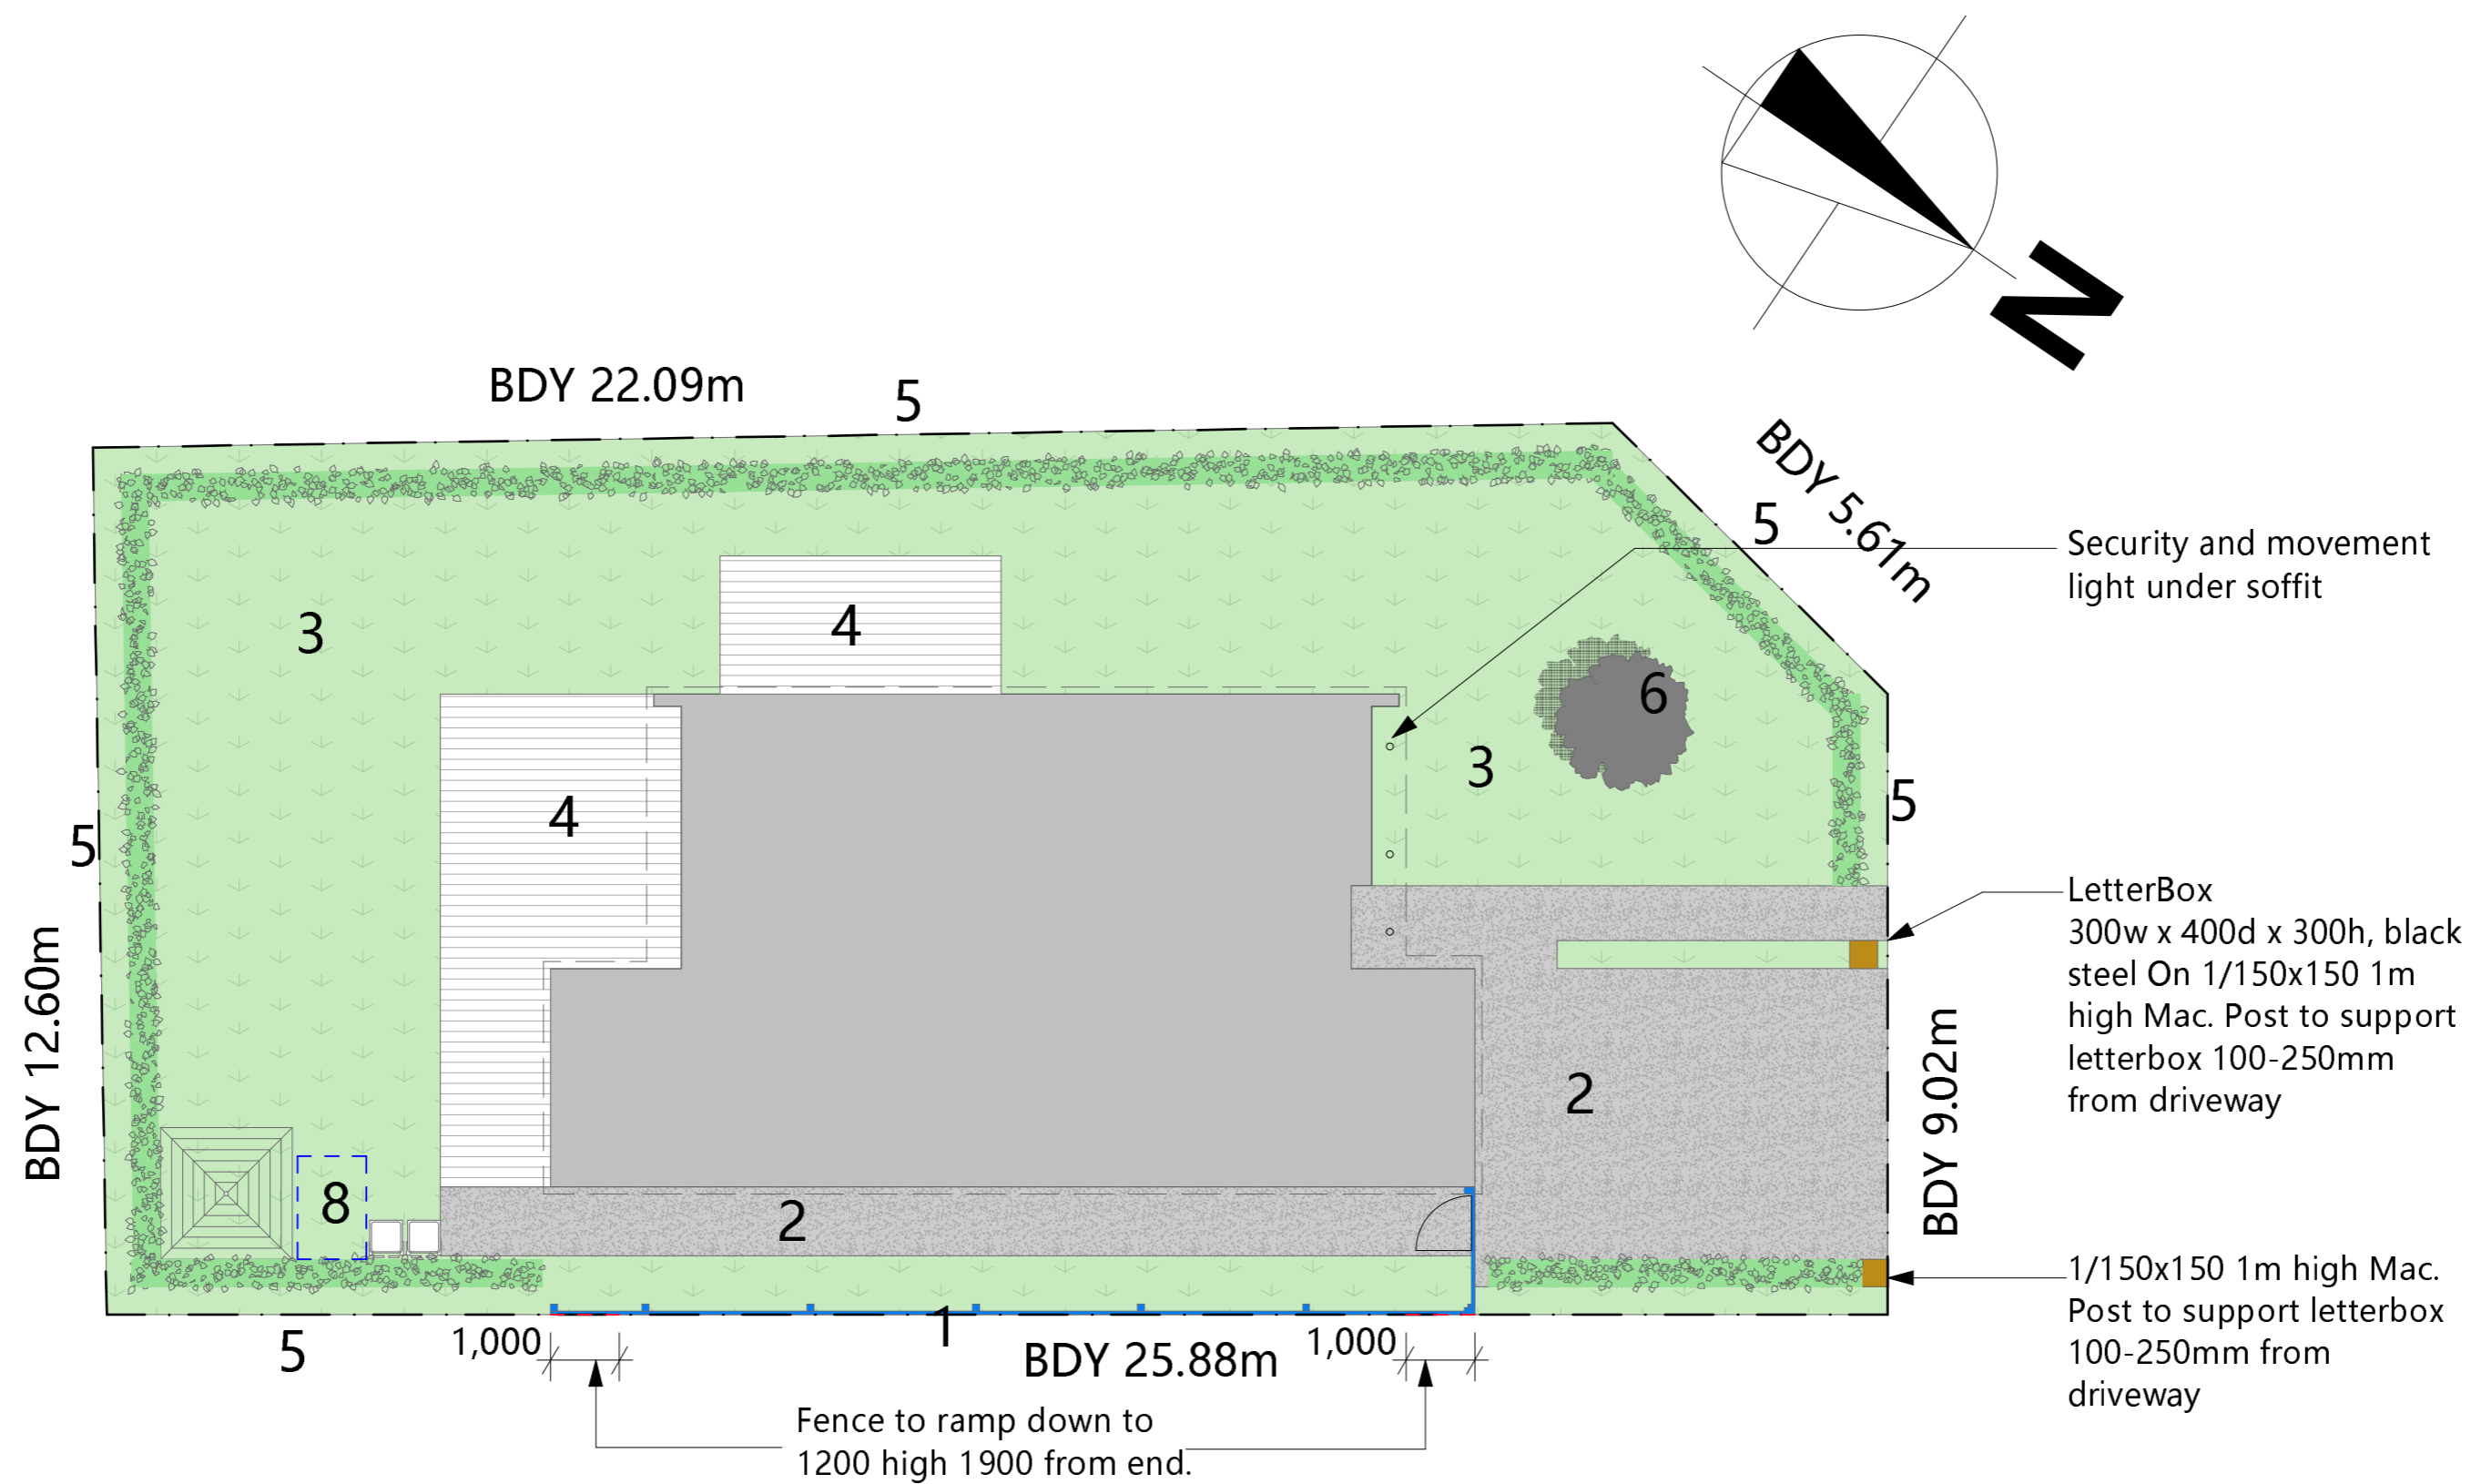 N
BDY 22.09m
5
BDY 5.61m
5
Security and movement
light under soffit
3
4
6
3
4
5
5
LetterBox
300w x 400d x 300h, black
steel On 1/150x150 1m
high Mac. Post to support
letterbox 100-250mm
from driveway
BDY 12.60m
2
BDY 9.02m
8
2
1/150x150 1m high Mac.
Post to support letterbox
100-250mm from
driveway
1
5
1,000
BDY 25.88m
1,000
Fence to ramp down to
1200 high 1900 from end.